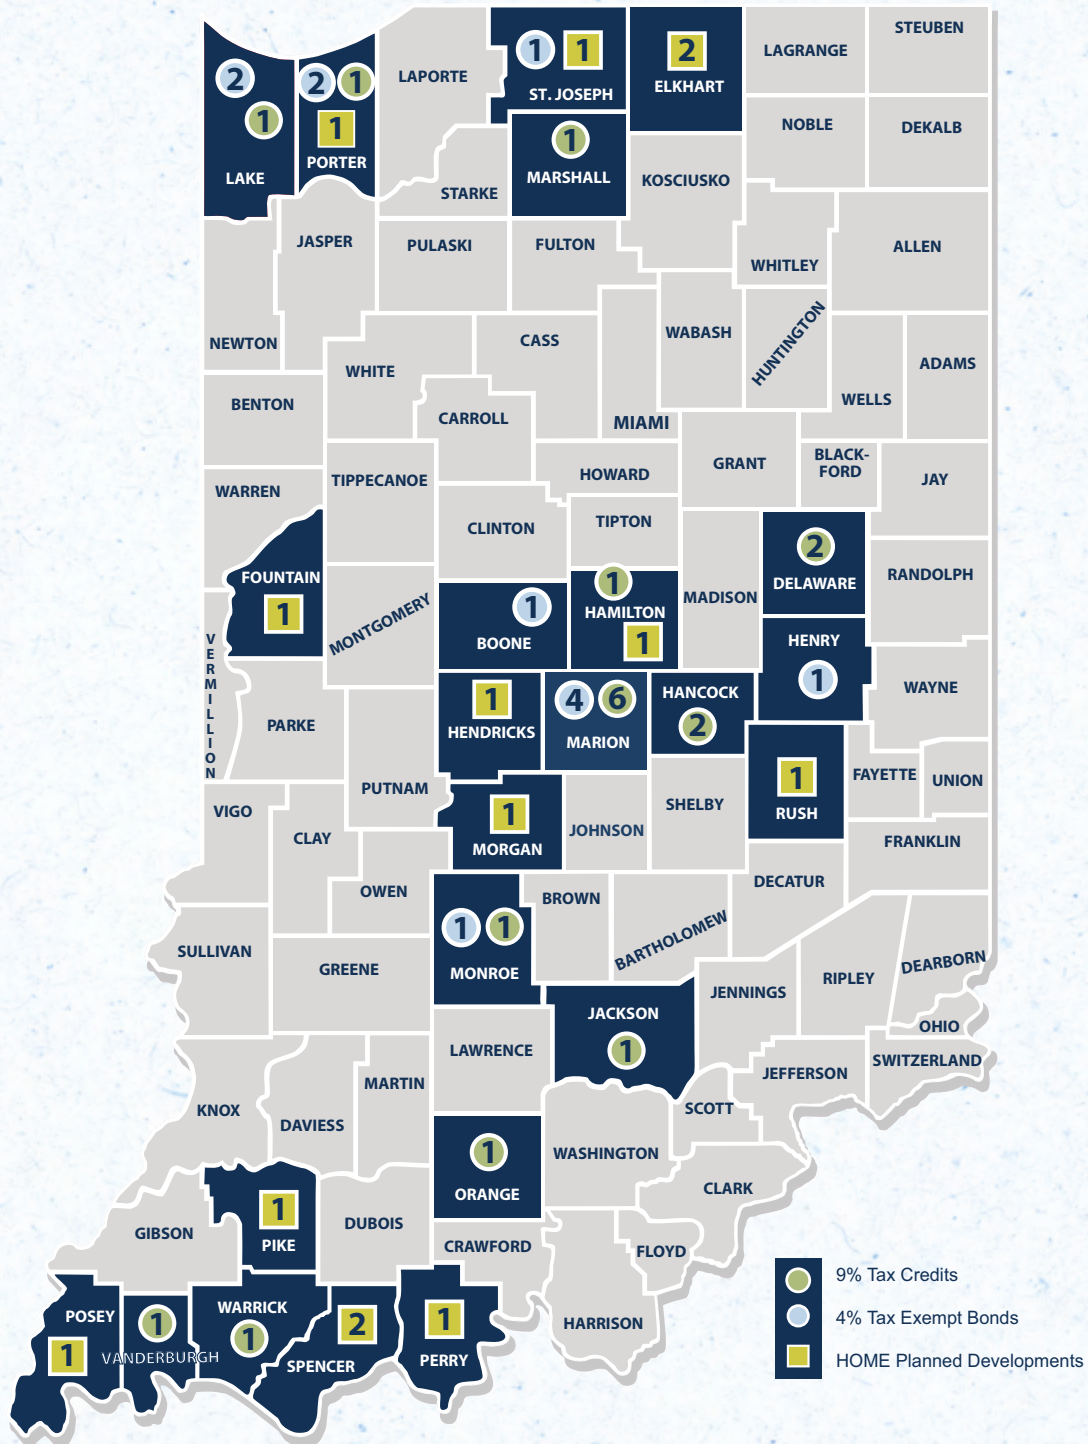 STEUBEN
LAGRANGE
LAPORTE
1 1
ST. JOSEPH
2
ELKHART
2
1
LAKE
2 1
1
PORTER
NOBLE
DEKALB
1
MARSHALL
KOSCIUSKO
STARKE
JASPER
PULASKI
FULTON
ALLEN
WHITLEY
NEWTON
WHITE
CASS
WABASH
HUNTINGTON
ADAMS
WELLS
BENTON
CARROLL
MIAMI
GRANT
BLACK-
FORD
JAY
WARREN
TIPPECANOE
HOWARD
CLINTON
TIPTON
2
DELAWARE
RANDOLPH
FOUNTAIN
1
MONTGOMERY
1
BOONE
1
HAMILTON
1
MADISON
HENRY
1
WAYNE
VERMILLION
PARKE
1
HENDRICKS
4 6
MARION
HANCOCK
2
PUTNAM
1
RUSH
FAYETTE
UNION
VIGO
CLAY
1
MORGAN
JOHNSON
SHELBY
FRANKLIN
OWEN
BROWN
DECATUR
1 1
MONROE
BARTHOLOMEW
SULLIVAN
GREENE
JENNINGS
RIPLEY
DEARBORN
JACKSON
1
OHIO
LAWRENCE
SWITZERLAND
JEFFERSON
MARTIN
KNOX
DAVIESS
SCOTT
WASHINGTON
1
ORANGE
CLARK
1
PIKE
GIBSON
DUBOIS
CRAWFORD
FLOYD
HARRISON
POSEY
1
1
VANDERBURGH
WARRICK
1
2
SPENCER
1
PERRY
9% Tax Credits
4% Tax Exempt Bonds
HOME Planned Developments